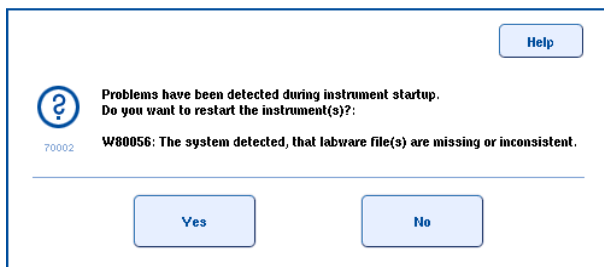 Help
Problems have been detected during instrument startup.
Do you want to restart the instrument(s)?:
70002
W80056: The system detected, that labware file(s) are missing or inconsistent.
Yes
No